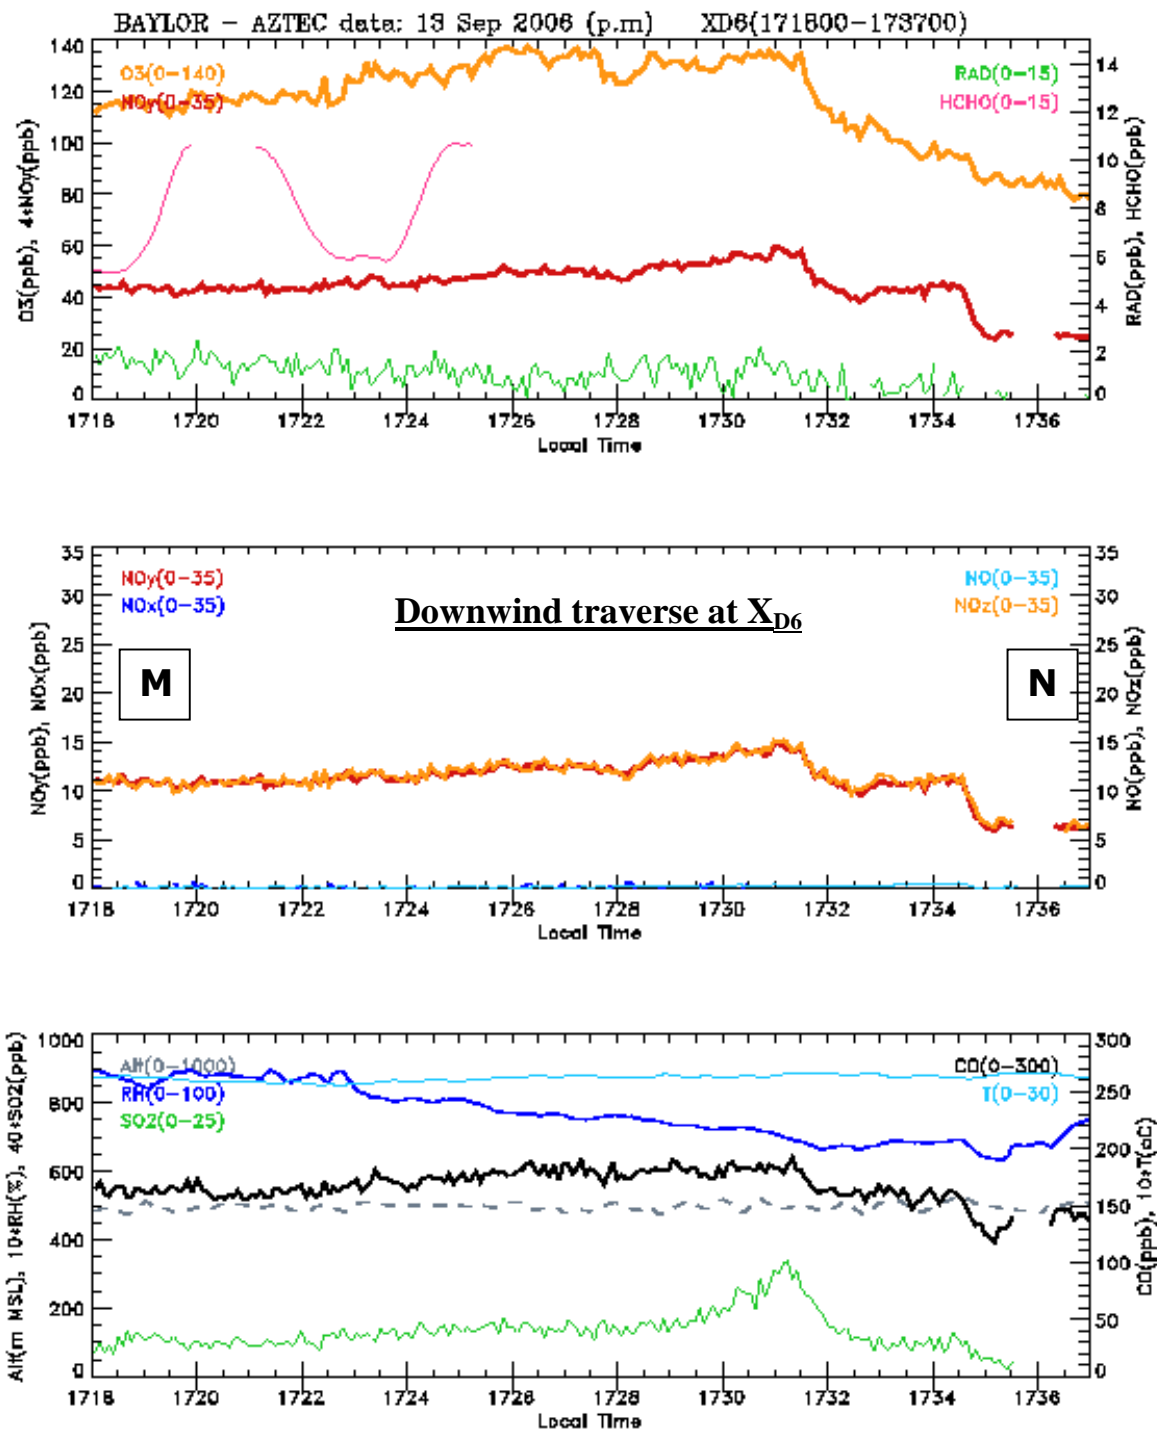 BAYLOR - AZTEC data: 13 Sep 2006 (p.m) XD6(171800-173700)
140 14
O3(0-140) RAD(0-15)
120 NOy(0-35) HCHO(0-15) 12
100 10
80 8
60 6
40 4
20 2
0 0
O3(ppb), 4*NOy(ppb)
RAD(ppb), HCHO(ppb)
1718 1720 1722 1724 1726 1728 1730 1732 1734 1736
Local Time
35 35
NOy(0-35) NO(0-35)
30 NOx(0-35) NOz(0-35) 30
Downwind traverse at XD6
25 25
M N
20 20
15 15
10 10
5 5
0 0
NOy(ppb), NOx(ppb)
NO(ppb), NOz(ppb)
1718 1720 1722 1724 1726 1728 1730 1732 1734 1736
Local Time
1000 300
Alt(0-1000) CO(0-300)
RH(0-100) T(0-30)
250
800
SO2(0-25)
200
600
150
400
100
200
50
0 0
Alt(m MSL), 10*RH(%), 40*SO2(ppb)
CO(ppb), 10*T(oC)
1718 1720 1722 1724 1726 1728 1730 1732 1734 1736
Local Time